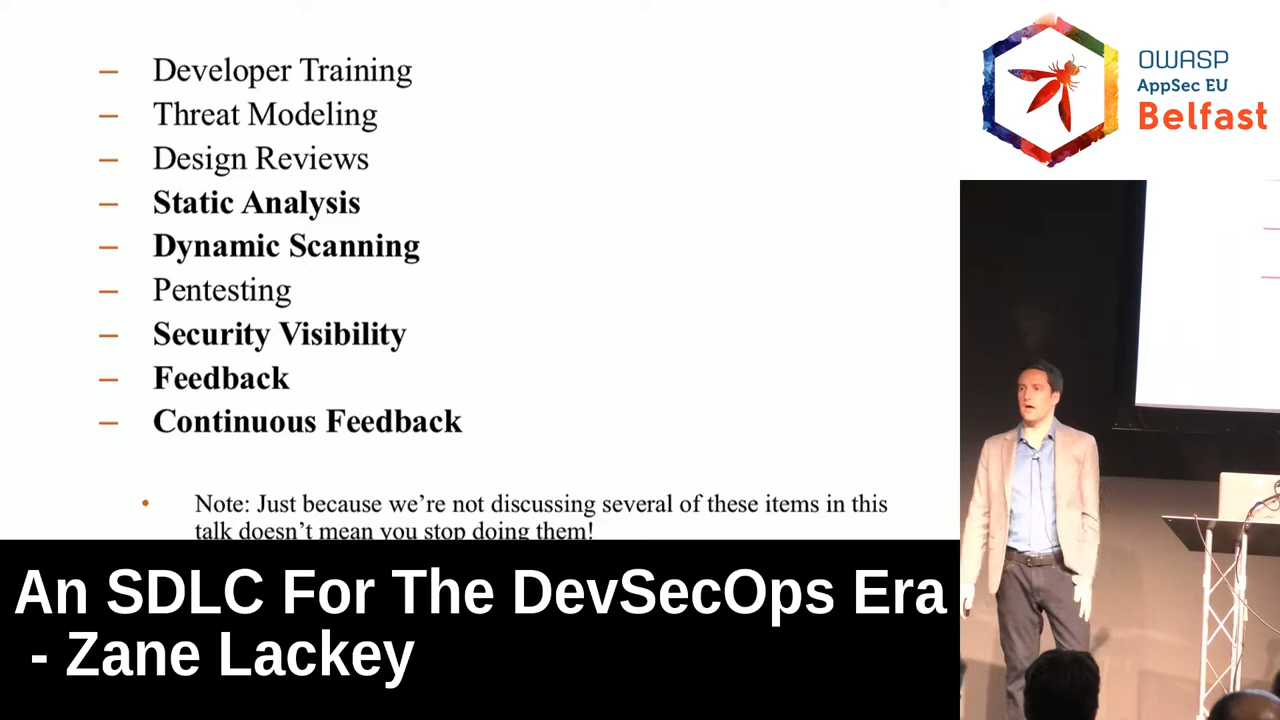 – Developer Training
– Threat Modeling
– Design Reviews
– Static Analysis
– Dynamic Scanning
– Pentesting
– Security Visibility
– Feedback
– Continuous Feedback
• Note: Just because we’re not discussing several of these items in this
talk doesn’t mean you stop doing them!
OWASP
AppSec EU
Belfast
An SDLC For The DevSecOps Era
- Zane Lackey